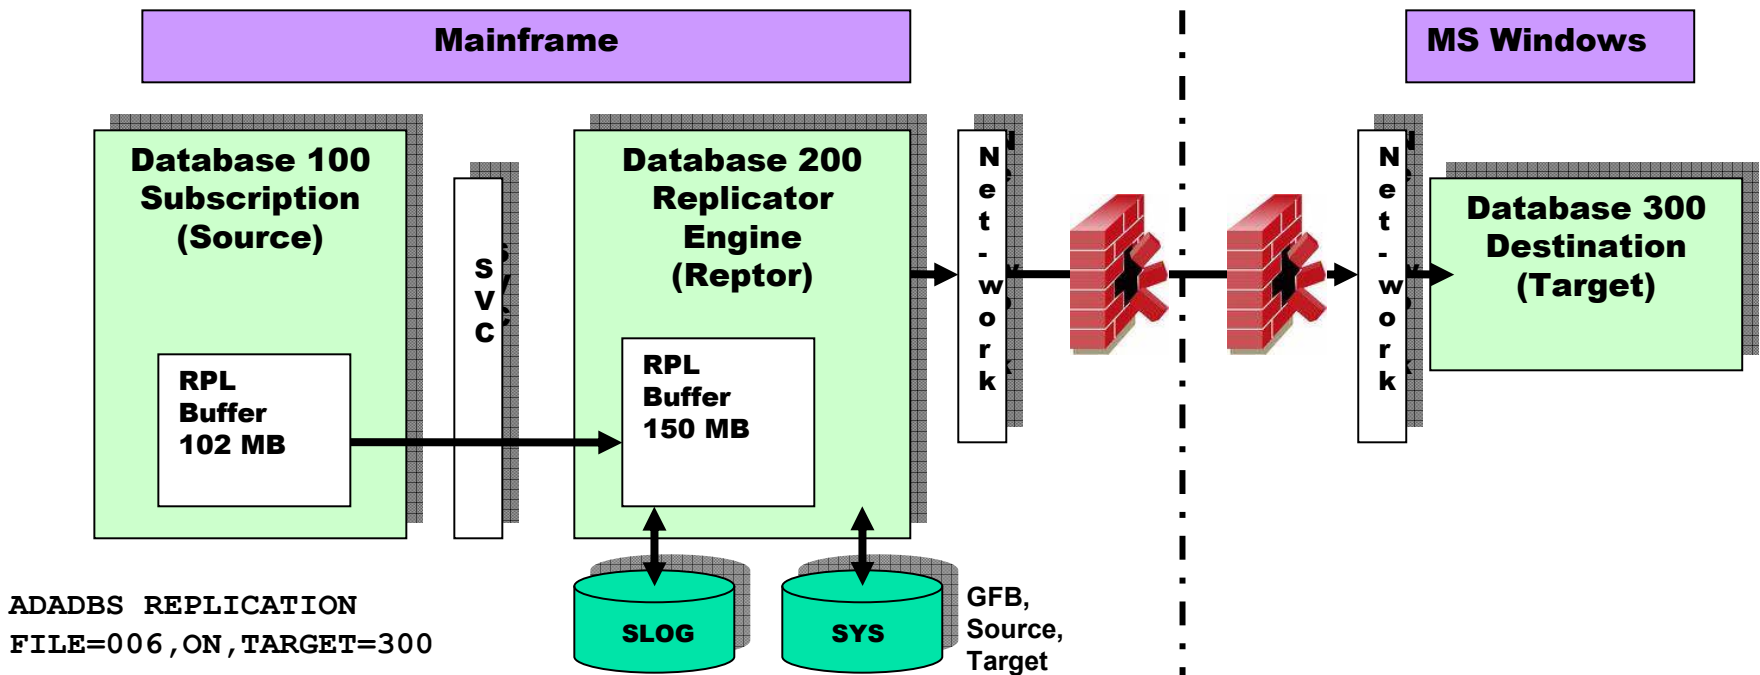 Mainframe
MS Windows
Database 100
Subscription
(Source)
RPL
Buffer
102 MB
S
V
C
Database 200
Replicator
Engine
(Reptor)
RPL
Buffer
150 MB
N
e
t
-
w
o
r
k
N
e
t
-
w
o
r
k
Database 300
Destination
(Target)
SLOG
SYS
GFB,
Source,
Target
ADADBS REPLICATION
FILE=006,ON,TARGET=300